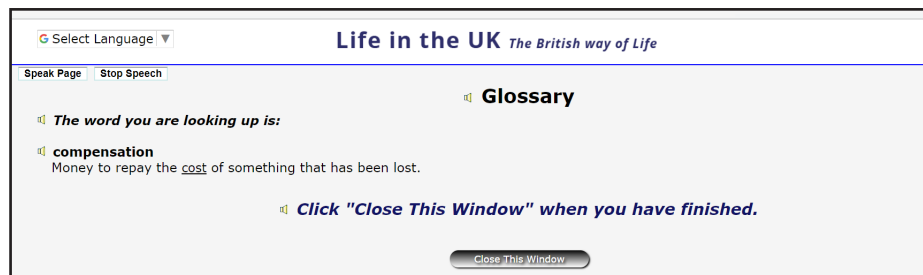 Select Language ▼
Life in the UK The British way of Life
Speak Page Stop Speech
Glossary
The word you are looking up is:
compensation
Money to repay the cost of something that has been lost.
Click "Close This Window" when you have finished.
Close This Window